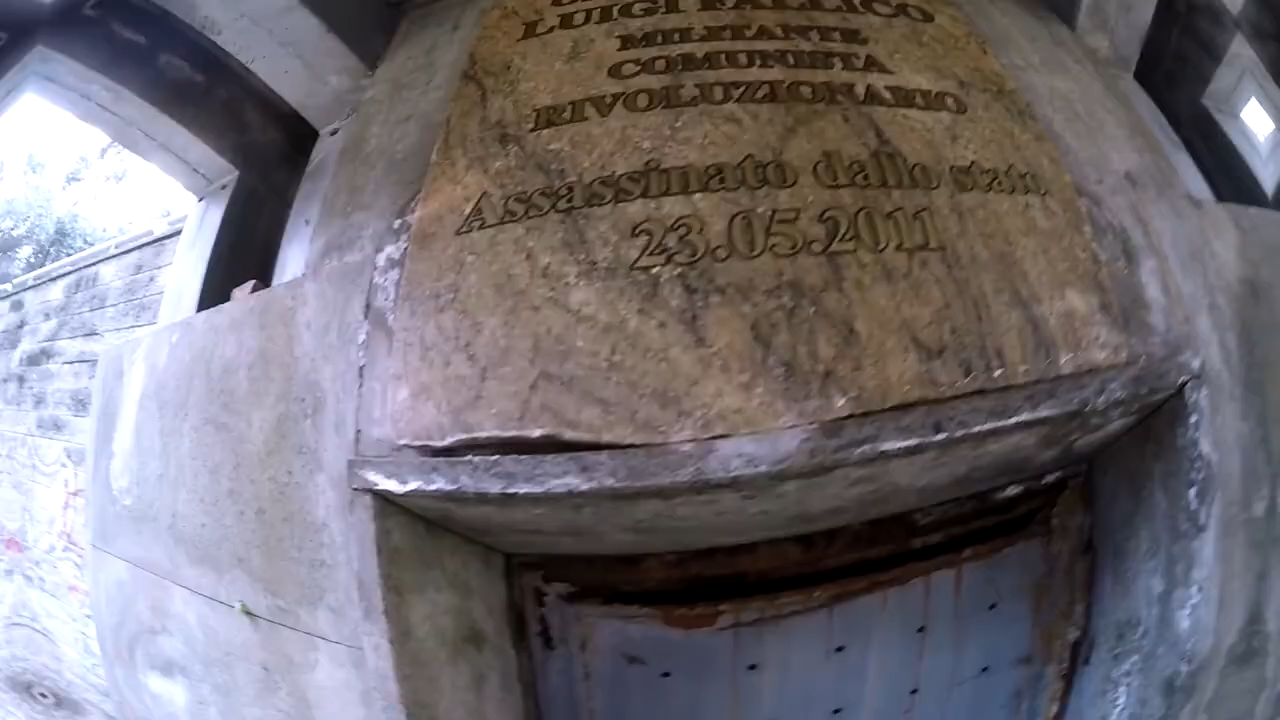 LUIGI FALLICO
MILITANTE
COMUNISTA
RIVOLUZIONARIO
Assassinato dallo stato
23.05.2011